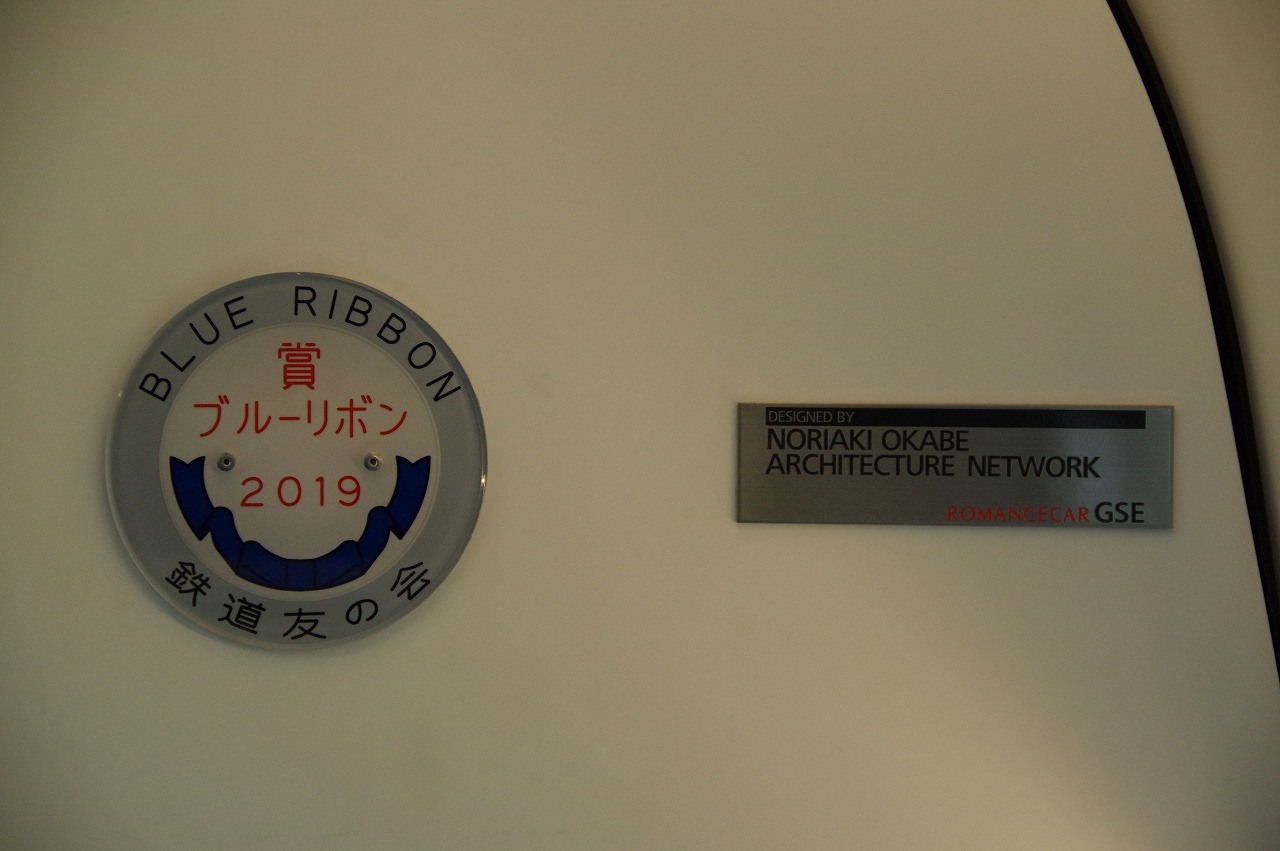 BLUE RIBBON
賞
ブルーリボン
2019
鉄道友の会
DESIGNED BY
NORIAKI OKABE
ARCHITECTURE NETWORK
ROMANCECAR GSE